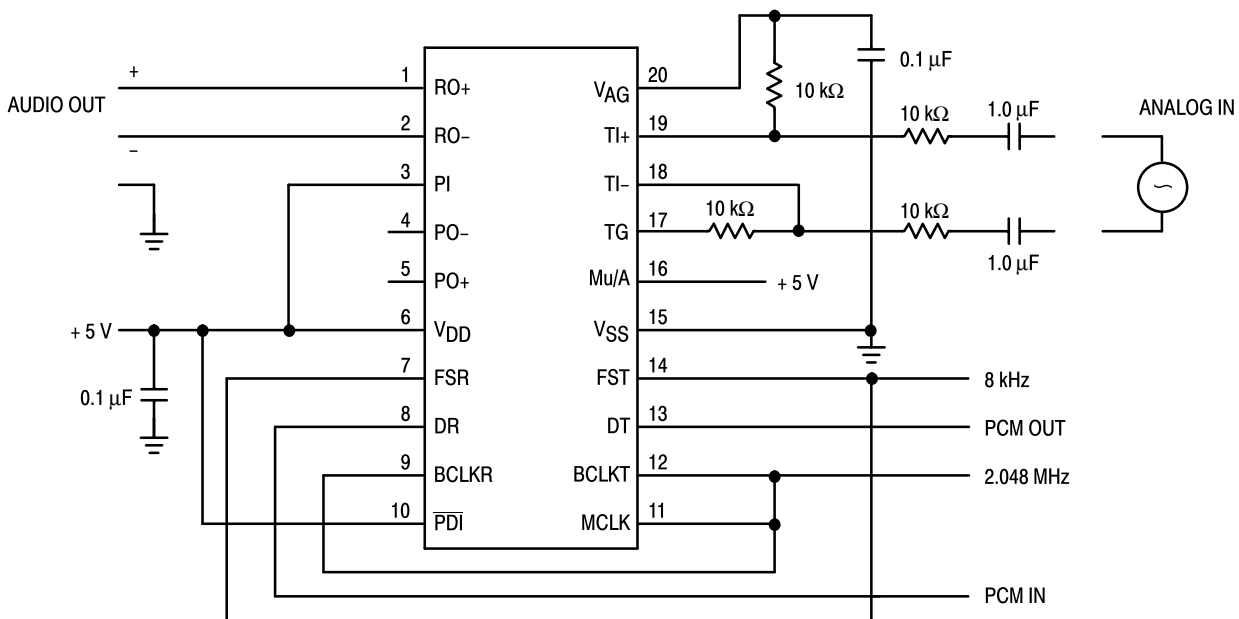 AUDIO OUT
+
−
1 RO+
2 RO−
3 PI
4 PO−
5 PO+
+ 5 V
6 VDD
0.1 μF
7 FSR
8 DR
9 BCLKR
10 PDI
VAG 20
TI+ 19
TI− 18
TG 17
Mu/A 16
+ 5 V
VSS 15
FST 14
8 kHz
DT 13
PCM OUT
BCLKT 12
2.048 MHz
MCLK 11
PCM IN
10 kΩ
0.1 μF
10 kΩ
1.0 μF
ANALOG IN
10 kΩ
10 kΩ
1.0 μF
~